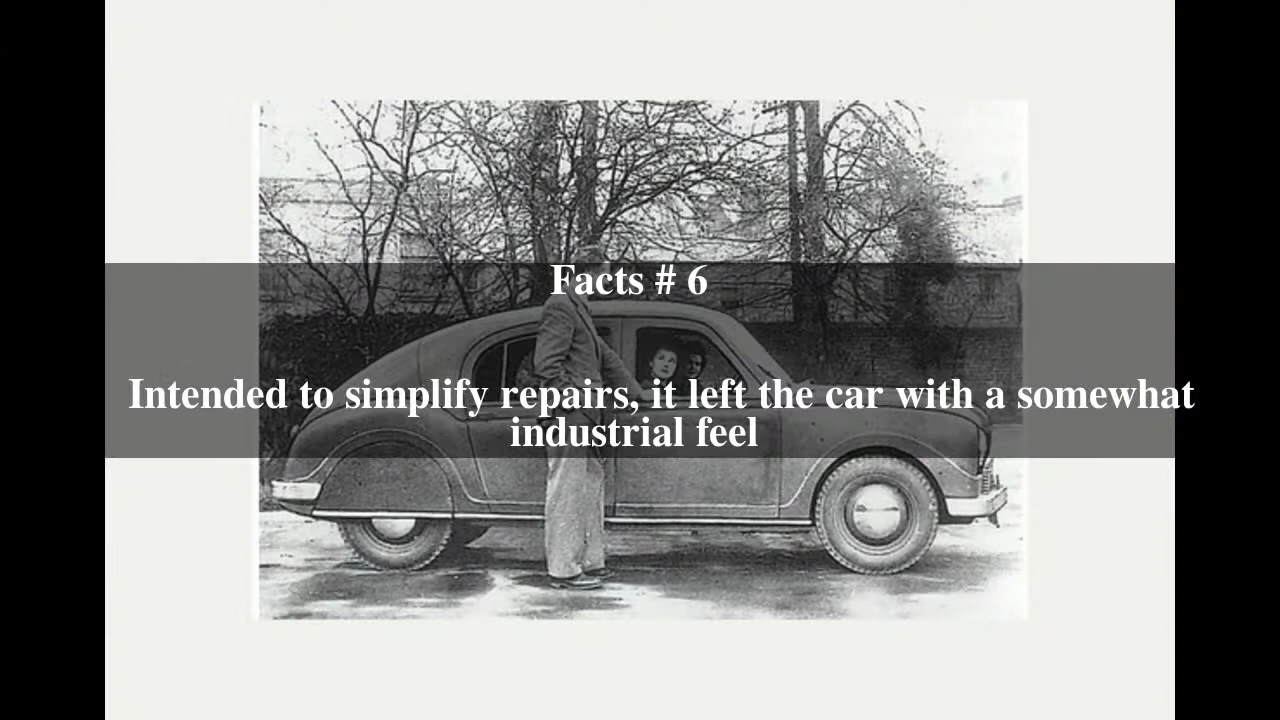 Facts # 6
Intended to simplify repairs, it left the car with a somewhat
industrial feel